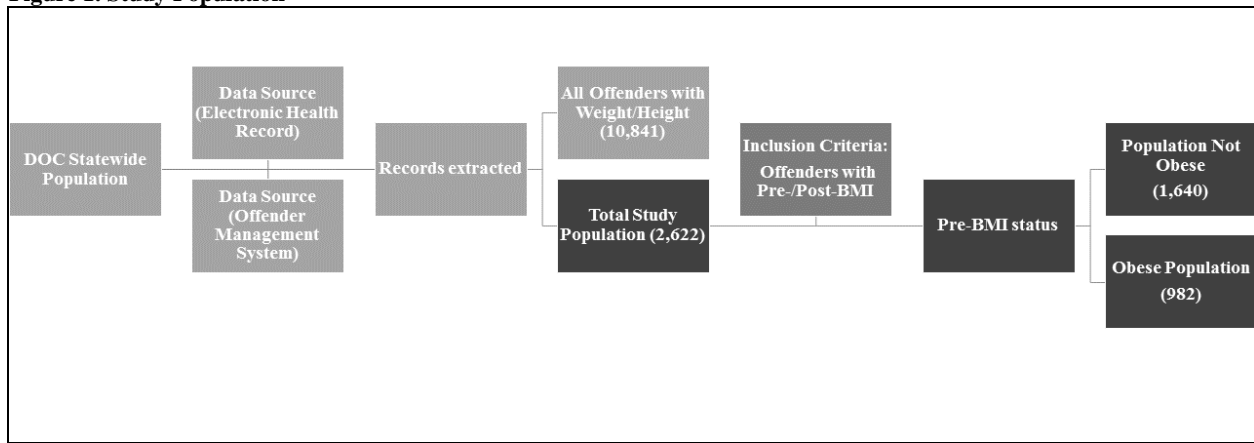 Figure 1. Study Population
DOC Statewide
Population
Data Source
(Electronic Health
Record)
Data Source
(Offender
Management
System)
Records extracted
All Offenders with
Weight/Height
(10,841)
Total Study
Population (2,622)
Inclusion Criteria:
Offenders with
Pre-/Post-BMI
Pre-BMI status
Population Not
Obese
(1,640)
Obese Population
(982)